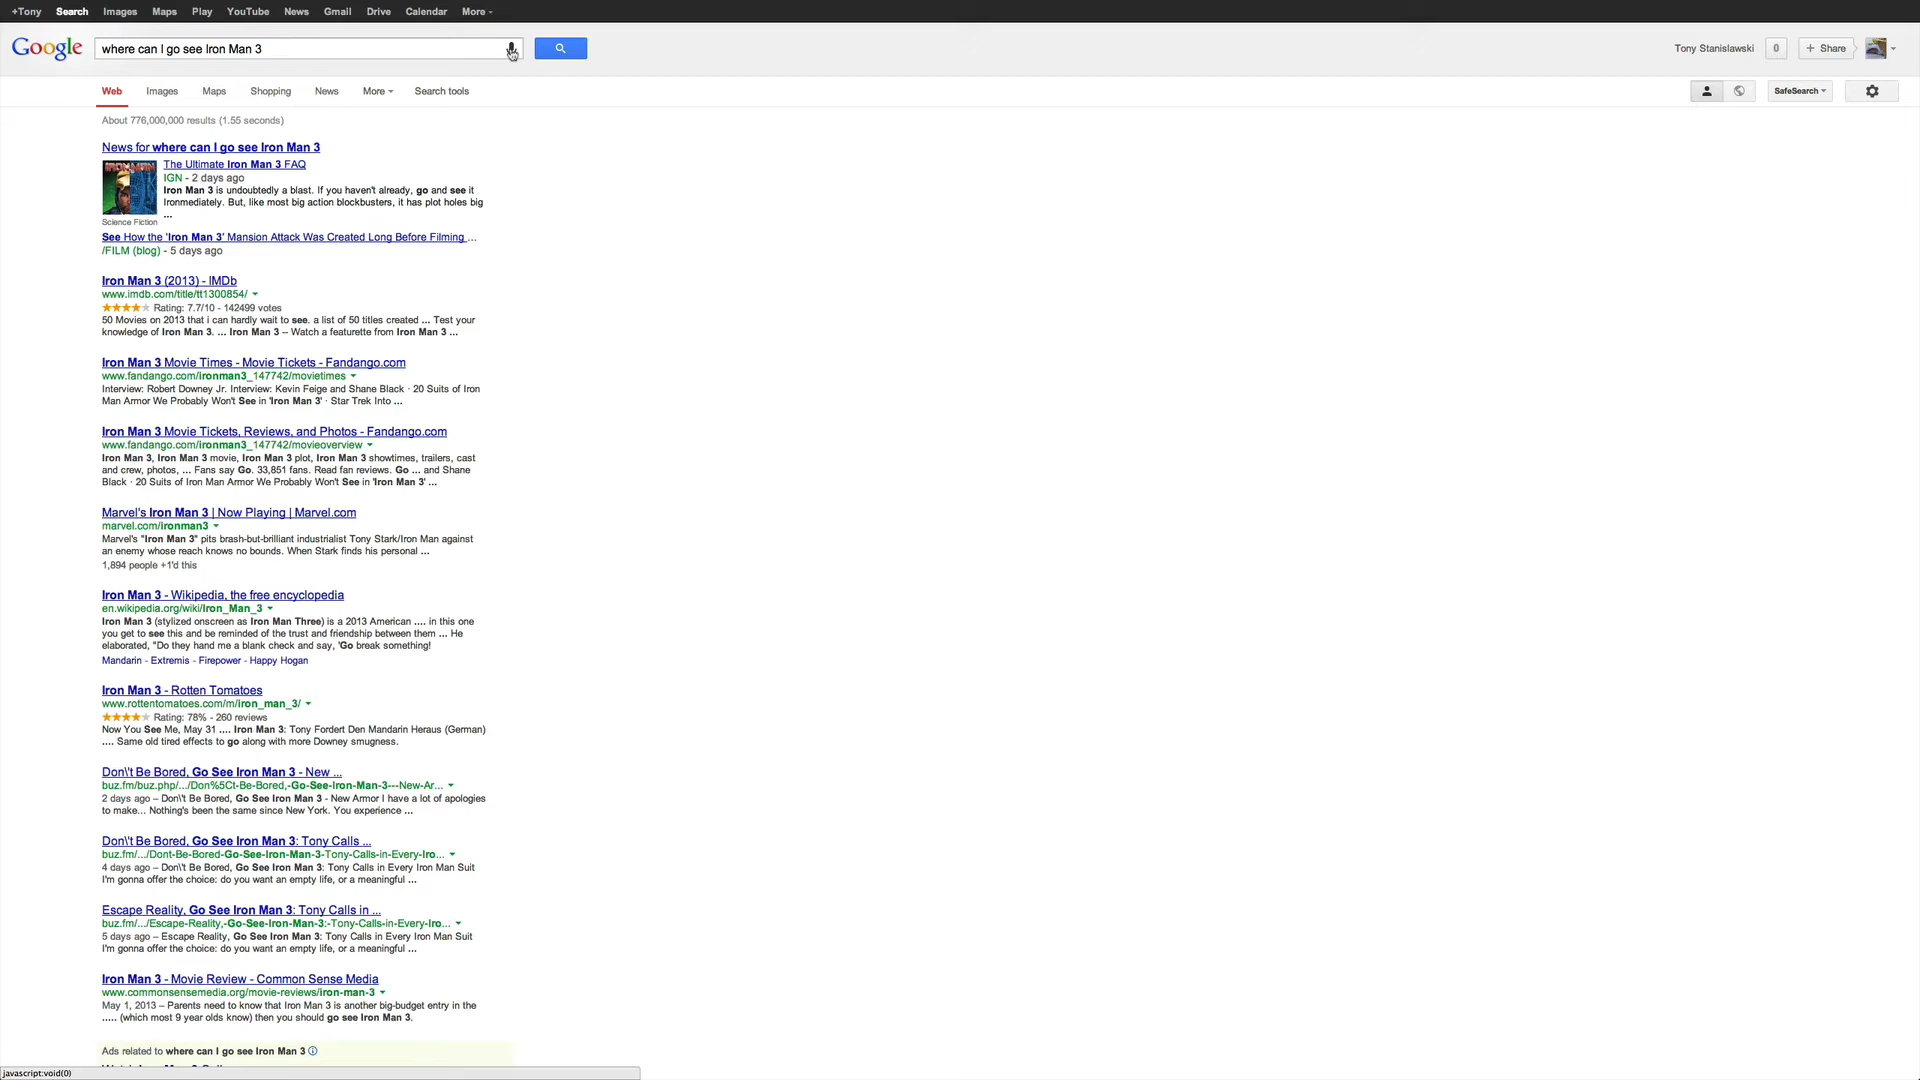 +Tony Search Images Maps Play YouTube News Gmail Drive Calendar More
Google where can I go see Iron Man 3 Tony Stanislawski 0 + Share
Web Images Maps Shopping News More Search tools SafeSearch
About 776,000,000 results (1.55 seconds)
News for where can I go see Iron Man 3
The Ultimate Iron Man 3 FAQ
IGN - 2 days ago
Iron Man 3 is undoubtedly a blast. If you haven't already, go and see it
Ironmediately. But, like most big action blockbusters, it has plot holes big
...
Science Fiction
See How the 'Iron Man 3' Mansion Attack Was Created Long Before Filming ...
/FILM (blog) - 5 days ago
Iron Man 3 (2013) - IMDb
www.imdb.com/title/tt1300854/
Rating: 7.7/10 - 142499 votes
50 Movies on 2013 that i can hardly wait to see. a list of 50 titles created ... Test your
knowledge of Iron Man 3. ... Iron Man 3 -- Watch a featurette from Iron Man 3 ...
Iron Man 3 Movie Times - Movie Tickets - Fandango.com
www.fandango.com/ironman3_147742/movietimes
Interview: Robert Downey Jr. Interview: Kevin Feige and Shane Black · 20 Suits of Iron
Man Armor We Probably Won't See in 'Iron Man 3' · Star Trek Into ...
Iron Man 3 Movie Tickets, Reviews, and Photos - Fandango.com
www.fandango.com/ironman3_147742/movieoverview
Iron Man 3, Iron Man 3 movie, Iron Man 3 plot, Iron Man 3 showtimes, trailers, cast
and crew, photos, ... Fans say Go. 33,851 fans. Read fan reviews. Go ... and Shane
Black · 20 Suits of Iron Man Armor We Probably Won't See in 'Iron Man 3' ...
Marvel's Iron Man 3 | Now Playing | Marvel.com
marvel.com/ironman3
Marvel's "Iron Man 3" pits brash-but-brilliant industrialist Tony Stark/Iron Man against
an enemy whose reach knows no bounds. When Stark finds his personal ...
1,894 people +1'd this
Iron Man 3 - Wikipedia, the free encyclopedia
en.wikipedia.org/wiki/Iron_Man_3
Iron Man 3 (stylized onscreen as Iron Man Three) is a 2013 American .... in this one
you get to see this and be reminded of the trust and friendship between them ... He
elaborated, "Do they hand me a blank check and say, 'Go break something!
Mandarin - Extremis - Firepower - Happy Hogan
Iron Man 3 - Rotten Tomatoes
www.rottentomatoes.com/m/iron_man_3/
Rating: 78% - 260 reviews
Now You See Me, May 31 .... Iron Man 3: Tony Fordert Den Mandarin Heraus (German)
.... Same old tired effects to go along with more Downey smugness.
Don\'t Be Bored, Go See Iron Man 3 - New ...
buz.fm/buz.php/.../Don%5Ct-Be-Bored,-Go-See-Iron-Man-3---New-Ar...
2 days ago – Don\'t Be Bored, Go See Iron Man 3 - New Armor I have a lot of apologies
to make... Nothing's been the same since New York. You experience ...
Don\'t Be Bored, Go See Iron Man 3: Tony Calls ...
buz.fm/.../Dont-Be-Bored-Go-See-Iron-Man-3-Tony-Calls-in-Every-Iro...
4 days ago – Don\'t Be Bored, Go See Iron Man 3: Tony Calls in Every Iron Man Suit
I'm gonna offer the choice: do you want an empty life, or a meaningful ...
Escape Reality, Go See Iron Man 3: Tony Calls in ...
buz.fm/.../Escape-Reality,-Go-See-Iron-Man-3:-Tony-Calls-in-Every-Iro...
5 days ago – Escape Reality, Go See Iron Man 3: Tony Calls in Every Iron Man Suit
I'm gonna offer the choice: do you want an empty life, or a meaningful ...
Iron Man 3 - Movie Review - Common Sense Media
www.commonsensemedia.org/movie-reviews/iron-man-3
May 1, 2013 – Parents need to know that Iron Man 3 is another big-budget entry in the
..... (which most 9 year olds know) then you should go see Iron Man 3.
Ads related to where can I go see Iron Man 3
javascript:void(0)